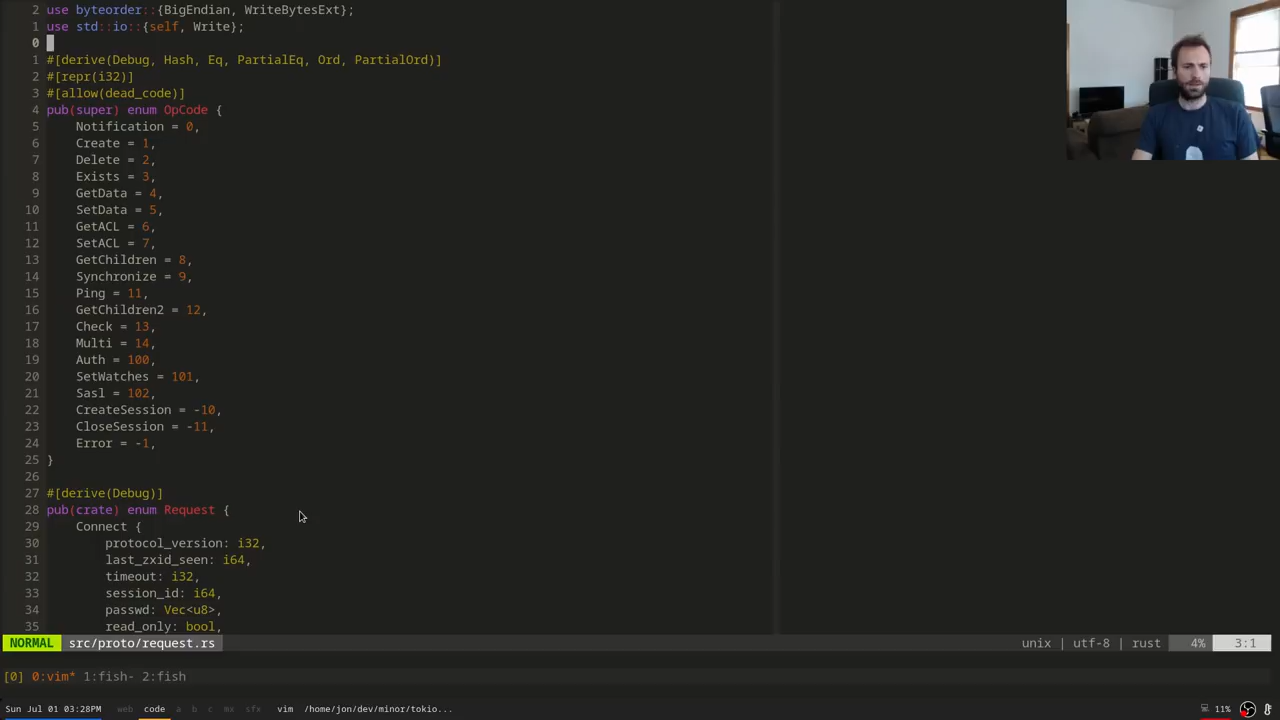 2 use byteorder::{BigEndian, WriteBytesExt};
1 use std::io::{self, Write};
0
1 #[derive(Debug, Hash, Eq, PartialEq, Ord, PartialOrd)]
2 #[repr(i32)]
3 #[allow(dead_code)]
4 pub(super) enum OpCode {
5     Notification = 0,
6     Create = 1,
7     Delete = 2,
8     Exists = 3,
9     GetData = 4,
10     SetData = 5,
11     GetACL = 6,
12     SetACL = 7,
13     GetChildren = 8,
14     Synchronize = 9,
15     Ping = 11,
16     GetChildren2 = 12,
17     Check = 13,
18     Multi = 14,
19     Auth = 100,
20     SetWatches = 101,
21     Sasl = 102,
22     CreateSession = -10,
23     CloseSession = -11,
24     Error = -1,
25 }
26
27 #[derive(Debug)]
28 pub(crate) enum Request {
29     Connect {
30         protocol_version: i32,
31         last_zxid_seen: i64,
32         timeout: i32,
33         session_id: i64,
34         passwd: Vec<u8>,
35         read_only: bool,
NORMAL src/proto/request.rs unix | utf-8 | rust 4% 3:1
[0] 0:vim* 1:fish- 2:fish
Sun Jul 01 03:28PM web code a b c mx sfx vim /home/jon/dev/minor/tokio... 11%